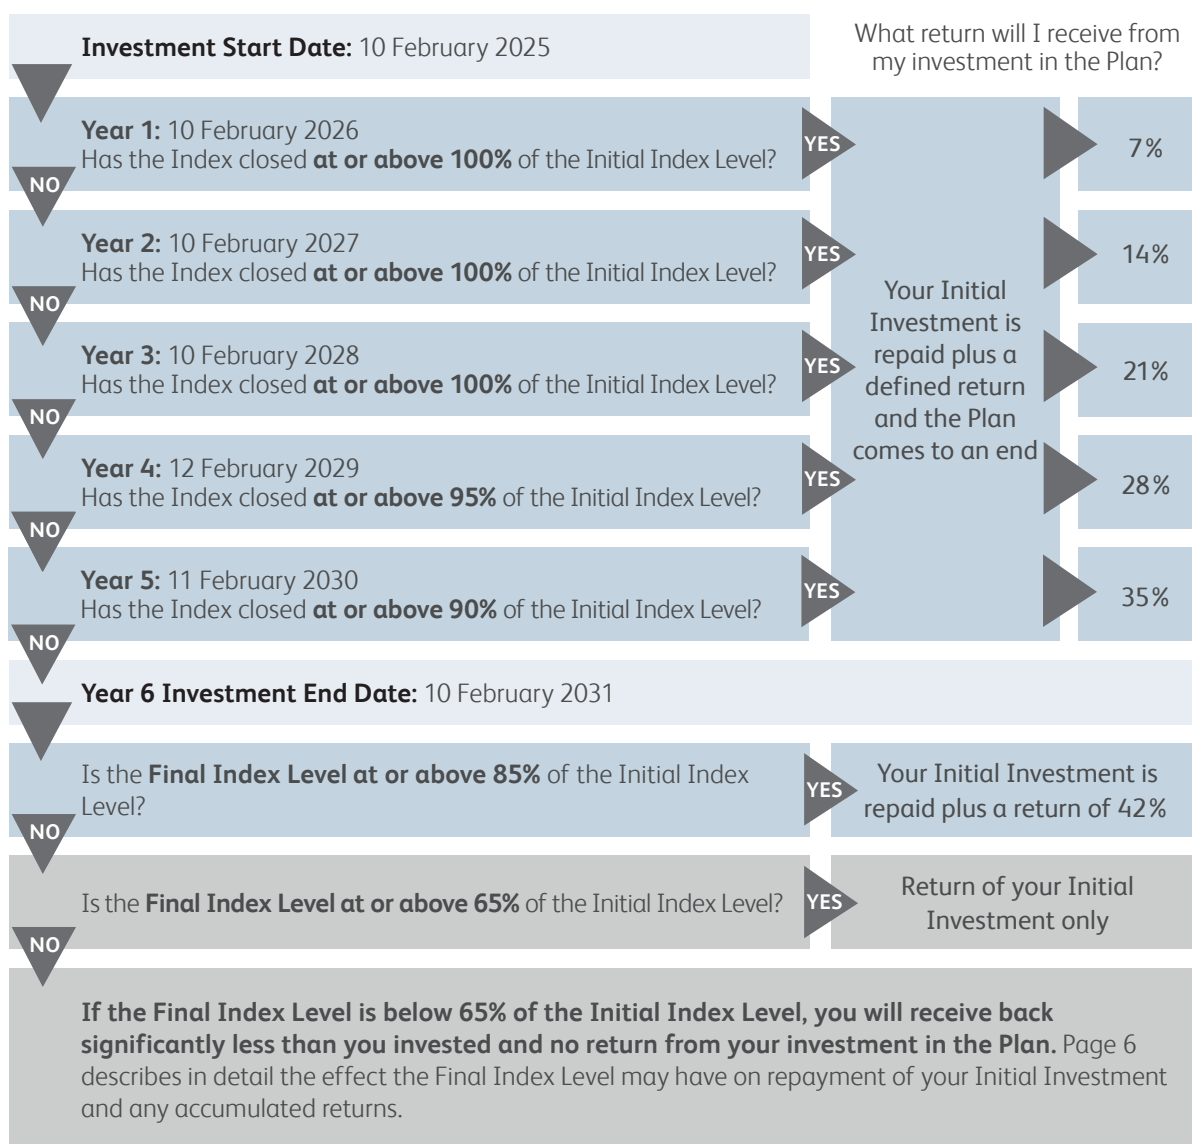 Investment Start Date: 10 February 2025
What return will I receive from
my investment in the Plan?
Year 1: 10 February 2026
Has the Index closed at or above 100% of the Initial Index Level?
YES
7%
NO
Year 2: 10 February 2027
Has the Index closed at or above 100% of the Initial Index Level?
YES
14%
NO
Year 3: 10 February 2028
Has the Index closed at or above 100% of the Initial Index Level?
YES
21%
NO
Year 4: 12 February 2029
Has the Index closed at or above 95% of the Initial Index Level?
YES
28%
NO
Year 5: 11 February 2030
Has the Index closed at or above 90% of the Initial Index Level?
YES
35%
NO
Your Initial
Investment is
repaid plus a
defined return
and the Plan
comes to an end
Year 6 Investment End Date: 10 February 2031
Is the Final Index Level at or above 85% of the Initial Index
Level?
YES
Your Initial Investment is
repaid plus a return of 42%
NO
Is the Final Index Level at or above 65% of the Initial Index Level?
YES
Return of your Initial
Investment only
NO
If the Final Index Level is below 65% of the Initial Index Level, you will receive back
significantly less than you invested and no return from your investment in the Plan. Page 6
describes in detail the effect the Final Index Level may have on repayment of your Initial Investment
and any accumulated returns.